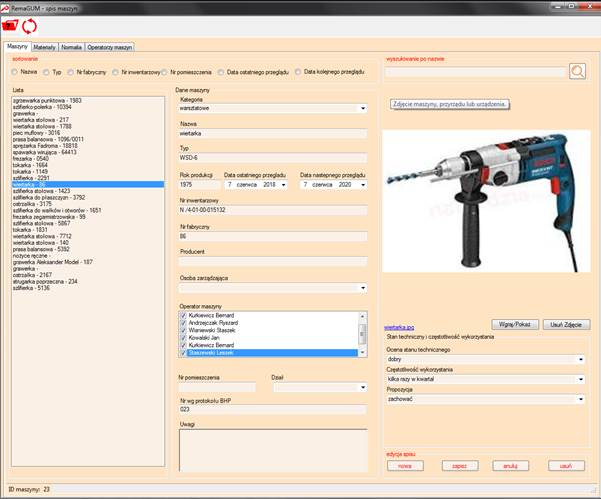 RemaGUM - spis maszyn
Maszyny Materiały Normalia Operatorzy maszyn
sortowanie
Nazwa Typ Nr fabryczny Nr inwentarzowy Nr pomieszczenia Data ostatniego przeglądu Data kolejnego przeglądu
wyszukiwanie po nazwie
Lista
zgrzewarka punktowa - 1983
szlifierko polerka - 10394
grawerka -
wiertarka stołowa - 217
wiertarka stołowa - 1788
piec muflowy - 3016
prasa balansowa - 1096/0011
sprężarka Fadroma - 18818
spawarka wirująca - 64413
frezarka - 0540
tokarka - 1664
tokarka - 1149
szlifierka - 2291
wiertarka - 86
szlifierka stołowa - 1423
szlifierka do płaszczyzn - 3792
ostrzałka - 3175
szlifierka do wałków i otworów - 1651
frezarka zegarmistrzowska - 99
szlifierka stołowa - 5867
tokarka - 1831
wiertarka stołowa - 7712
wiertarka stołowa - 140
prasa balansowa - 5392
nożyce ręczne -
grawerka Aleksander Model - 187
grawerka -
ostrzałka - 2167
strugarka poprzeczna - 234
szlifierka - 5136
Dane maszyny
Kategoria
warsztatowe
Nazwa
wiertarka
Typ
WSD-6
Rok produkcji Data ostatniego przeglądu Data nastepnego przeglądu
1975 7 czerwca 2018 7 czerwca 2020
Nr inwentarzowy
N /4-01-00-015132
Nr fabryczny
86
Producent
Osoba zarządzająca
Operator maszyny
Kurkiewicz Bernard
Andrzejczak Ryszard
Wisniewski Staszek
Kowalski Jan
Kurkiewicz Bernard
Staszewski Leszek
Nr pomieszczenia Dział
Nr wg protokołu BHP
023
Uwagi
Zdjęcie maszyny, przyrządu lub urządzenia.
BOSCH
wiertarka.jpg
Wgraj/Pokaż Usuń Zdjęcie
Stan techniczny i częstotliwość wykorzystania
Ocena stanu technicznego
dobry
Częstotliwość wykorzystania
kilka razy w kwartał
Propozycja
zachować
edycja spisu
nowa zapisz anuluj usuń
ID maszyny: 23